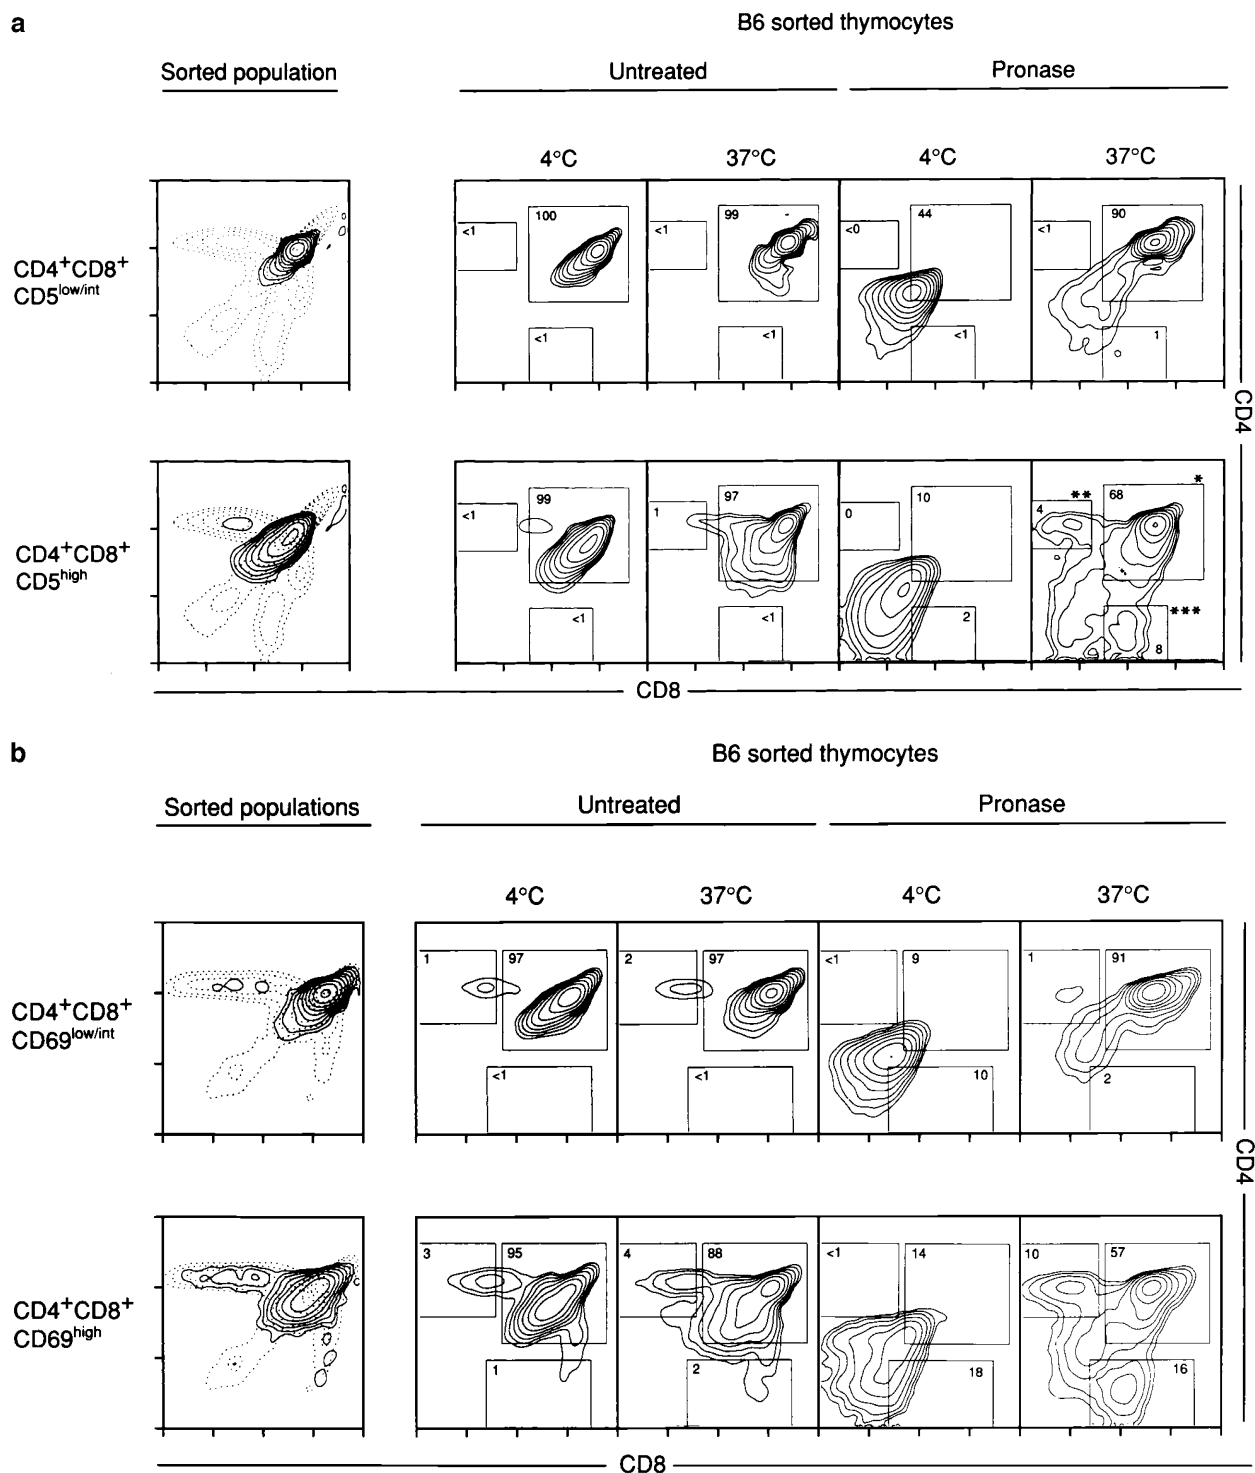 a
B6 sorted thymocytes
Sorted population
Untreated
Pronase
4°C
37°C
4°C
37°C
CD4+CD8+
CD5low/int
<1
100
<1
<1
99
<1
<0
44
<1
<1
90
1
CD4+CD8+
CD5high
<1
99
<1
1
97
<1
0
10
2
**
4
68
*
***
8
CD4
CD8
b
B6 sorted thymocytes
Sorted populations
Untreated
Pronase
4°C
37°C
4°C
37°C
CD4+CD8+
CD69low/int
1
97
<1
2
97
<1
<1
9
10
1
91
2
CD4+CD8+
CD69high
3
95
1
4
88
2
<1
14
18
10
57
16
CD4
CD8